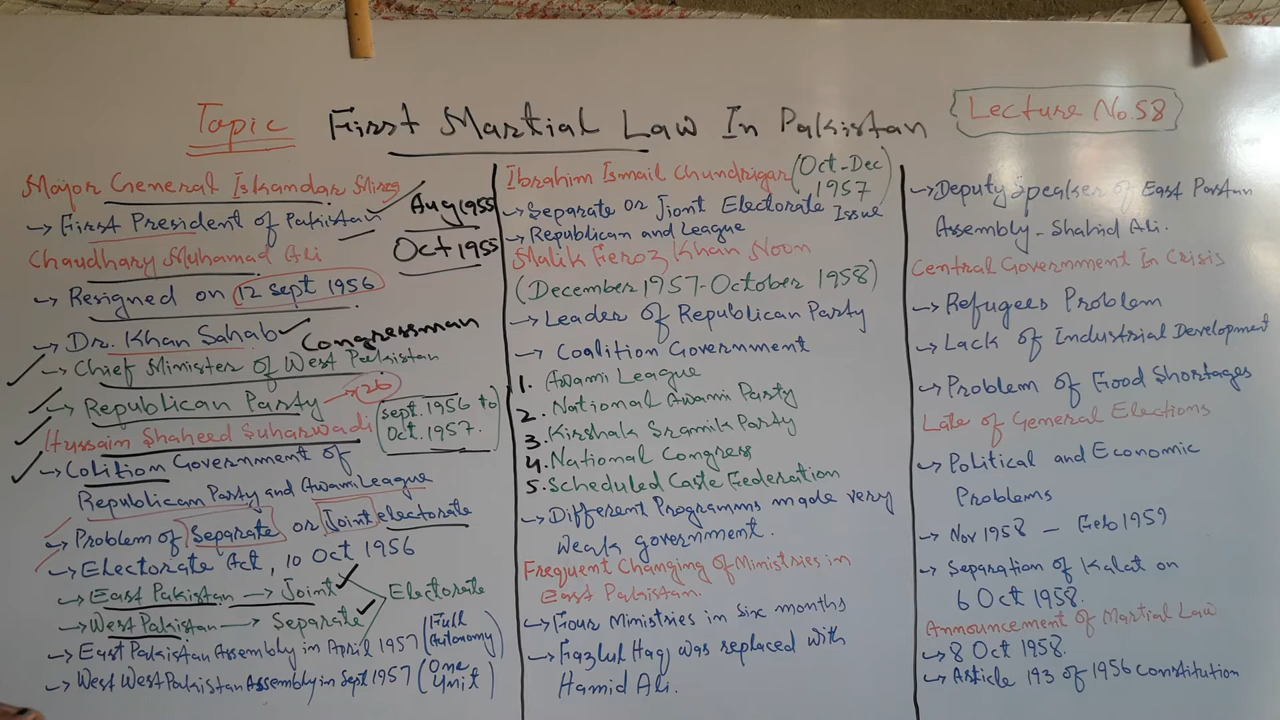 Topic First Martial Law In Pakistan
Lecture No.58
Major General Iskandar Mirza
→ First President of Pakistan
Aug 1955
Oct 1955
Chaudhary Muhamad Ali
→ Resigned on 12 sept 1956
→ Dr. Khan Sahab
Congressman
→ Chief Minister of West Pakistan
→ Republican Party → 26
Hussain Shaheed Suharwadi
sept. 1956 to
Oct. 1957.
→ Colition Government of
Republican Party and Awami League
→ Problem of Separate or Joint electorate
→ Electorate Act, 10 Oct 1956
→ East Pakistan → Joint
Electorate
→ West Pakistan → Separate
→ East Pakistan Assembly in April 1957 (Full Autonomy)
→ West West Pakistan Assembly in Sept 1957 (One Unit)
Ibrahim Ismail Chundrigar (Oct-Dec 1957)
→ Separate or Jiont Electorate Issue
→ Republican and League
Malik Feroz Khan Noon
(December 1957-October 1958)
→ Leader of Republican Party
→ Coalition Government
1. Awami League
2. National Awami Party
3. Kirshak Sramik Party
4. National Congress
5. Scheduled Caste Federation
→ Different Programms made very
weak government.
Frequent Changing Of Ministries in
East Pakistan.
→ Four Ministries in Six months
→ Fazlul Haq was replaced with
Hamid Ali.
→ Deputy Speaker of East Pastan
Assembly - Shahid Ali.
Central Government In Crisis
→ Refugees Problem
→ Lack of Industrial Development
→ Problem of Food Shortages
Late of General Elections
→ Political and Economic
Problems
→ Nov 1958 – Feb 1959
→ Separation of Kalat on
6 Oct 1958.
Announcement of Martial Law
→ 8 Oct 1958.
→ Article 193 of 1956 Constitution